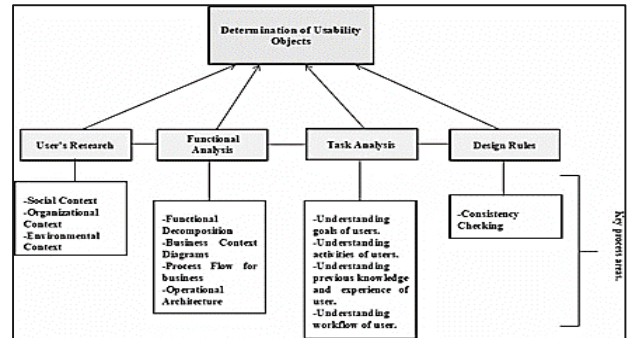 Determination of Usability
Objects
User's Research
Functional
Analysis
Task Analysis
Design Rules
-Social Context
-Organizational
Context
-Environmental
Context
-Functional
Decomposition
-Business Context
Diagrams
-Process Flow for
business
-Operational
Architecture
-Understanding
goals of users.
-Understanding
activities of users.
-Understanding
previous knowledge
and experience of
user.
-Understanding
workflow of user.
-Consistency
Checking
Key process areas.